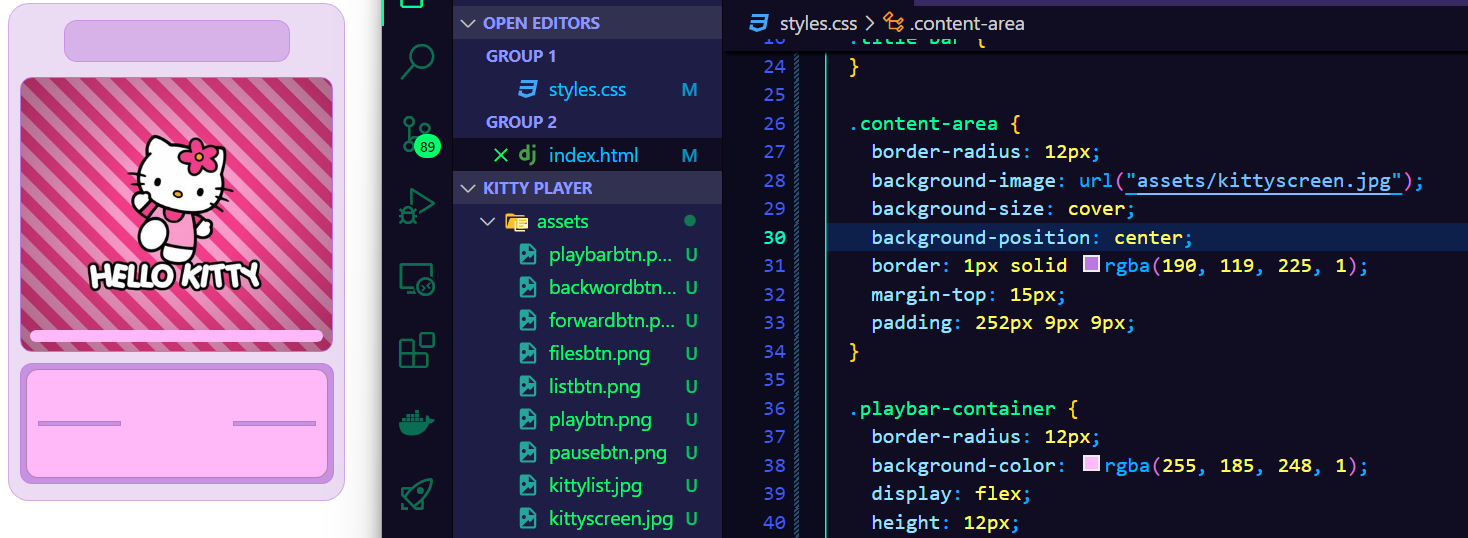 HELLO KITTY
89
OPEN EDITORS
GROUP 1
styles.css M
GROUP 2
dj index.html M
KITTY PLAYER
assets
playbarbtn.p... U
backwordbtn... U
forwardbtn.p... U
filesbtn.png U
listbtn.png U
playbtn.png U
pausebtn.png U
kittylist.jpg U
kittyscreen.jpg U
styles.css > .content-area
24 }
25
26 .content-area {
27 border-radius: 12px;
28 background-image: url("assets/kittyscreen.jpg");
29 background-size: cover;
30 background-position: center;
31 border: 1px solid rgba(190, 119, 225, 1);
32 margin-top: 15px;
33 padding: 252px 9px 9px;
34 }
35
36 .playbar-container {
37 border-radius: 12px;
38 background-color: rgba(255, 185, 248, 1);
39 display: flex;
40 height: 12px;